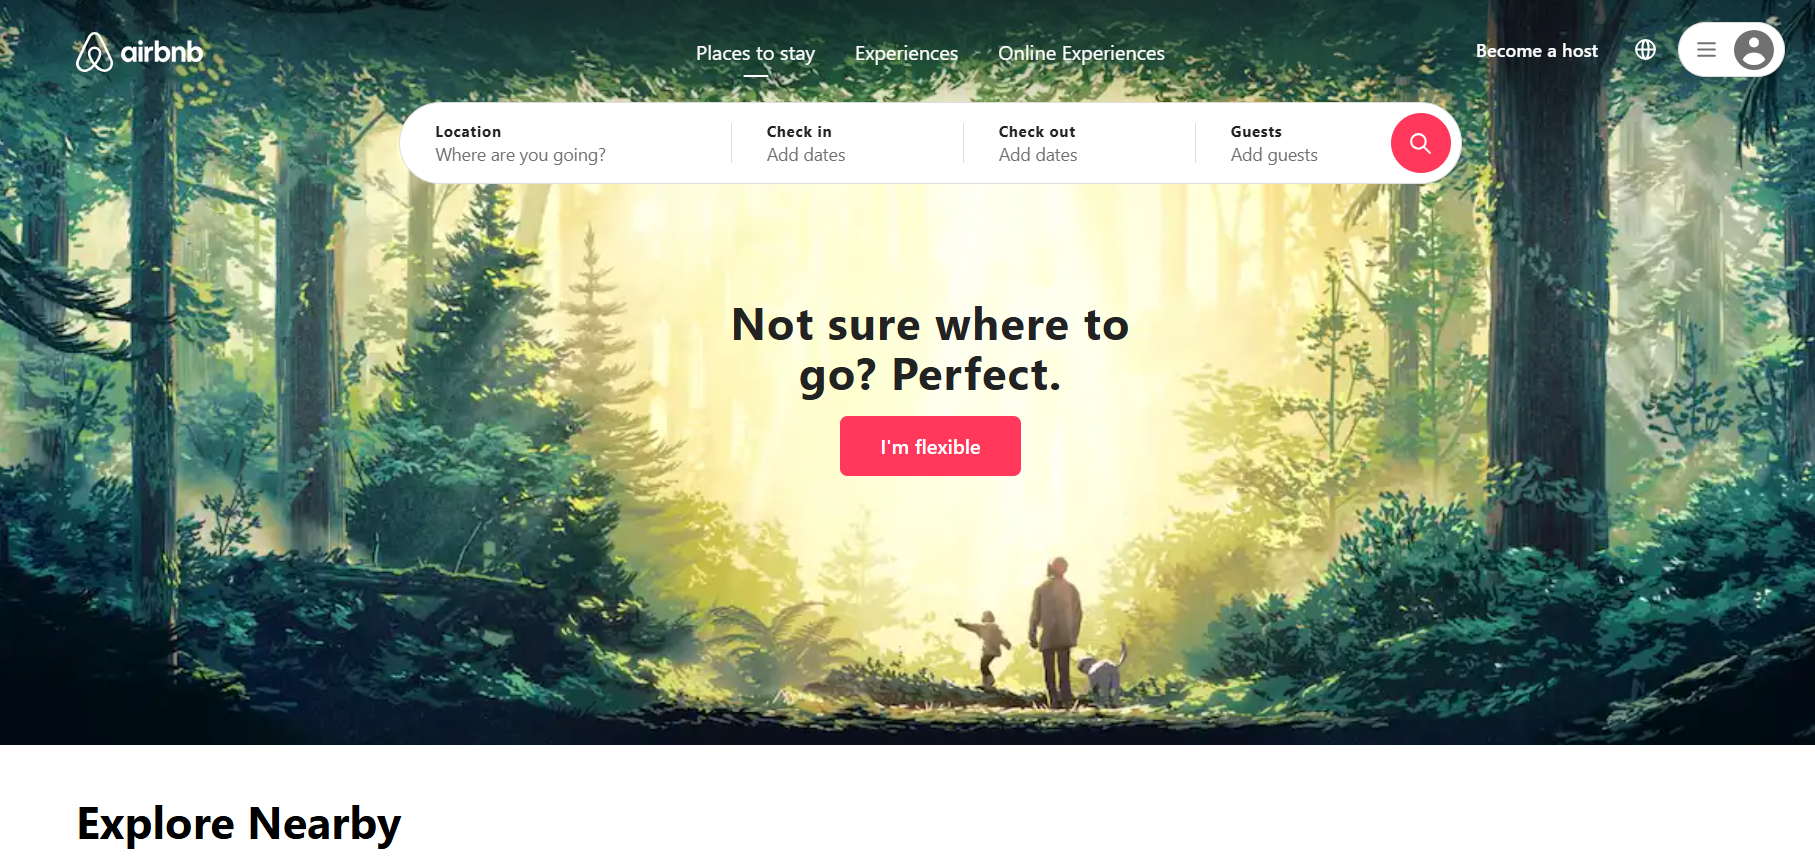 airbnb
Places to stay
Experiences
Online Experiences
Become a host
Location
Where are you going?
Check in
Add dates
Check out
Add dates
Guests
Add guests
Not sure where to
go? Perfect.
I'm flexible
Explore Nearby